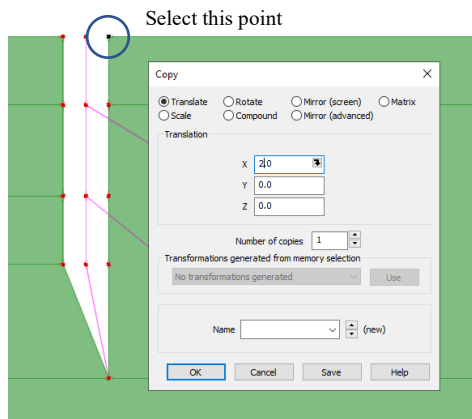 Select this point
Copy
Translate Rotate Mirror (screen) Matrix
Scale Compound Mirror (advanced)
Translation
X 2.0
Y 0.0
Z 0.0
Number of copies 1
Transformations generated from memory selection
No transformations generated Use
Name (new)
OK Cancel Save Help